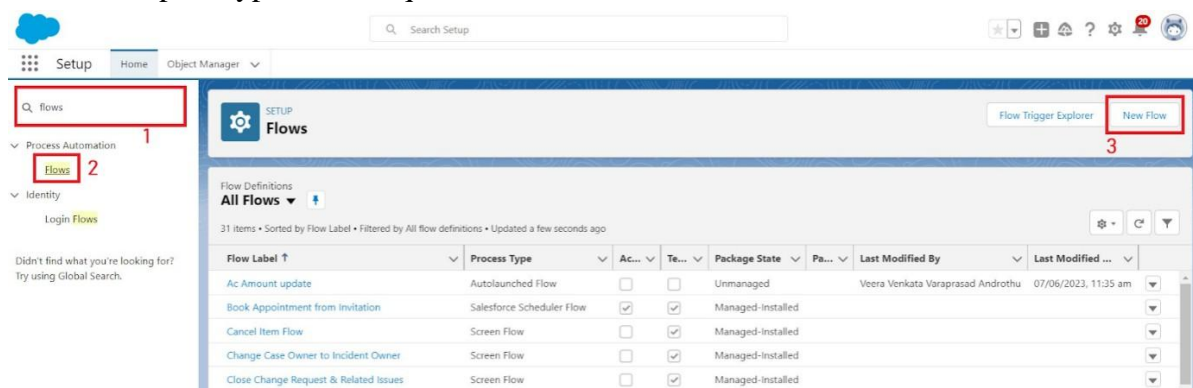 Search Setup
20
Setup Home Object Manager
flows
1
Process Automation
Flows 2
Identity
Login Flows
Didn't find what you're looking for?
Try using Global Search.
SETUP
Flows
Flow Trigger Explorer New Flow
3
Flow Definitions
All Flows
31 items • Sorted by Flow Label • Filtered by All flow definitions • Updated a few seconds ago
Flow Label ↑ Process Type Ac... Te... Package State Pa... Last Modified By Last Modified ...
Ac Amount update Autolaunched Flow Unmanaged Veera Venkata Varaprasad Androthu 07/06/2023, 11:35 am
Book Appointment from Invitation Salesforce Scheduler Flow Managed-Installed
Cancel Item Flow Screen Flow Managed-Installed
Change Case Owner to Incident Owner Screen Flow Managed-Installed
Close Change Request & Related Issues Screen Flow Managed-Installed